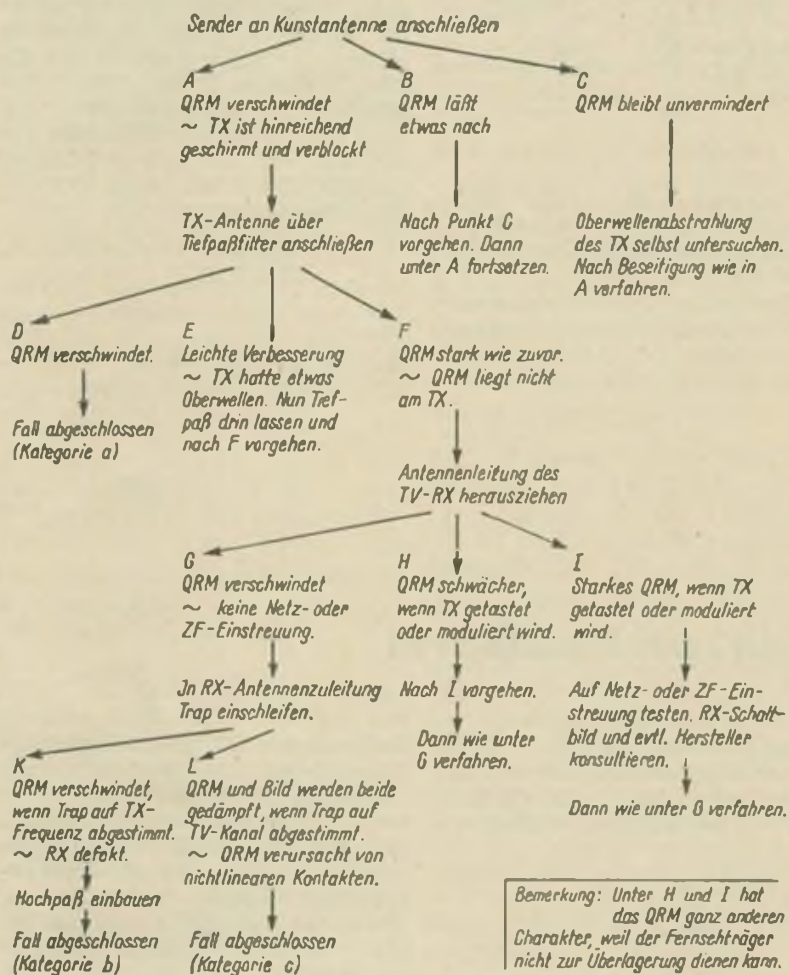 Sender an Kunstantenne anschließen
A
QRM verschwindet
~ TX ist hinreichend
geschirmt und verblockt
B
QRM läßt
etwas nach
C
QRM bleibt unvermindert
TX-Antenne über
Tiefpaßfilter anschließen
Nach Punkt C
vorgehen. Dann
unter A fortsetzen.
Oberwellenabstrahlung
des TX selbst untersuchen.
Nach Beseitigung wie in
A verfahren.
D
QRM verschwindet.
E
Leichte Verbesserung
~ TX hatte etwas
Oberwellen. Nun Tief-
paß drin lassen und
nach F vorgehen.
F
QRM stark wie zuvor.
~ QRM liegt nicht
am TX.
Fall abgeschlossen
(Kategorie a)
Antennenleitung des
TV-RX herausziehen
G
QRM verschwindet
~ keine Netz- oder
ZF-Einstreuung.
H
QRM schwächer,
wenn TX getastet
oder moduliert wird.
I
Starkes QRM, wenn TX
getastet oder moduliert
wird.
Jn RX-Antennenzuleitung
Trap einschleifen.
Nach I vorgehen.
Dann wie unter
G verfahren.
Auf Netz- oder ZF-Ein-
streuung testen. RX-Schalt-
bild und evtl. Hersteller
konsultieren.
Dann wie unter G verfahren.
K
QRM verschwindet,
wenn Trap auf TX-
Frequenz abgestimmt.
~ RX defekt.
L
QRM und Bild werden beide
gedämpft, wenn Trap auf
TV-Kanal abgestimmt.
~ QRM verursacht von
nichtlinearen Kontakten.
Hochpaß einbauen
Fall abgeschlossen
(Kategorie b)
Fall abgeschlossen
(Kategorie c)
Bemerkung: Unter H und I hat
das QRM ganz anderen
Charakter, weil der Fernsehträger
nicht zur Überlagerung dienen kann.